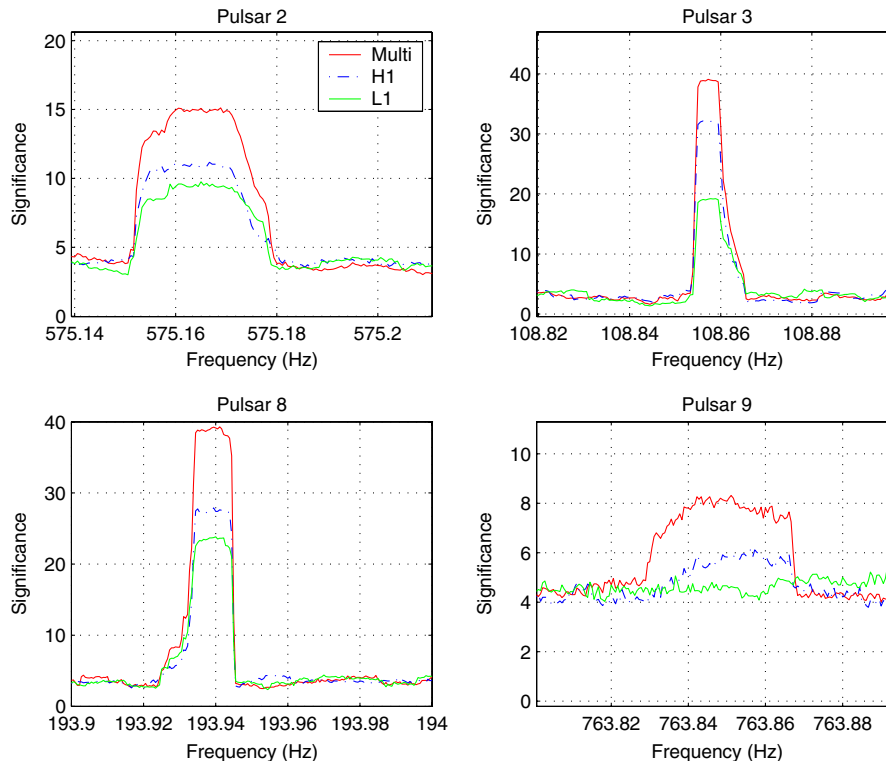 Pulsar 2
20
15
10
5
0
Significance
575.14 575.16 575.18 575.2
Frequency (Hz)
Multi
H1
L1
Pulsar 3
40
30
20
10
0
Significance
108.82 108.84 108.86 108.88
Frequency (Hz)
Pulsar 8
40
30
20
10
0
Significance
193.9 193.92 193.94 193.96 193.98 194
Frequency (Hz)
Pulsar 9
10
8
6
4
2
0
Significance
763.82 763.84 763.86 763.88
Frequency (Hz)